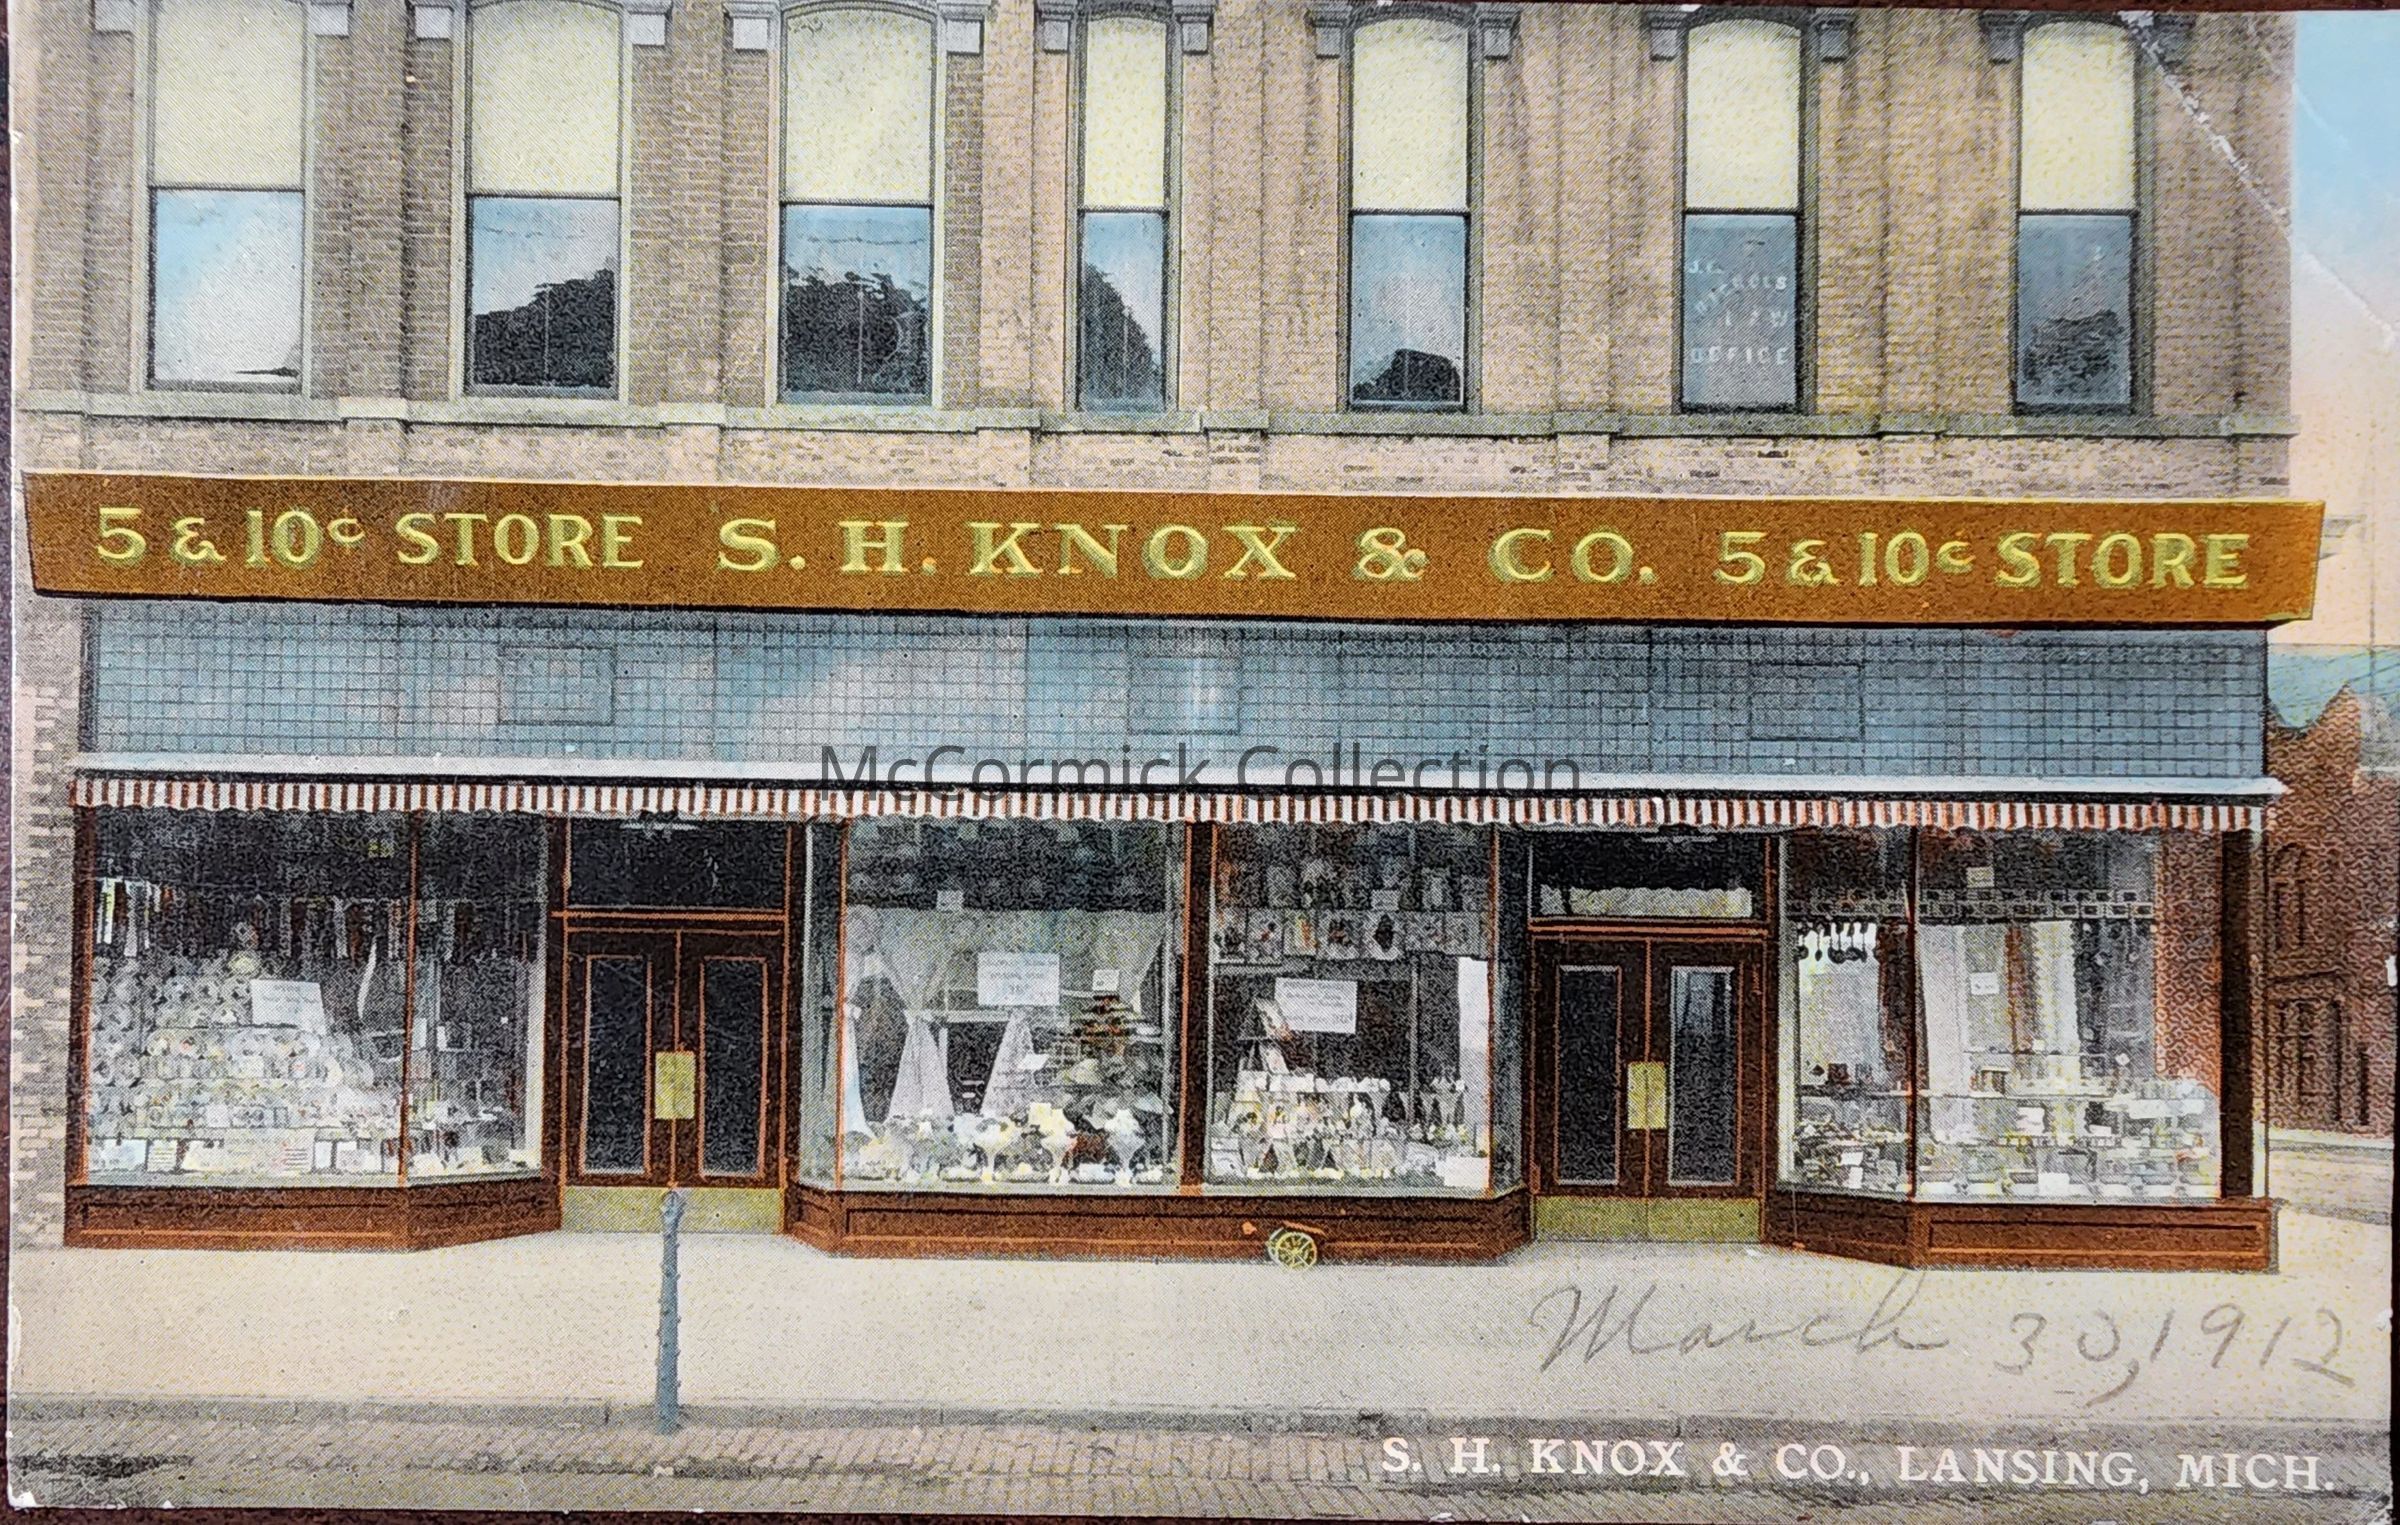 OFFICE
5 & 10¢ STORE S. H. KNOX & CO. 5 & 10¢ STORE
McCormick Collection
March 30, 1912
S. H. KNOX & CO., LANSING, MICH.